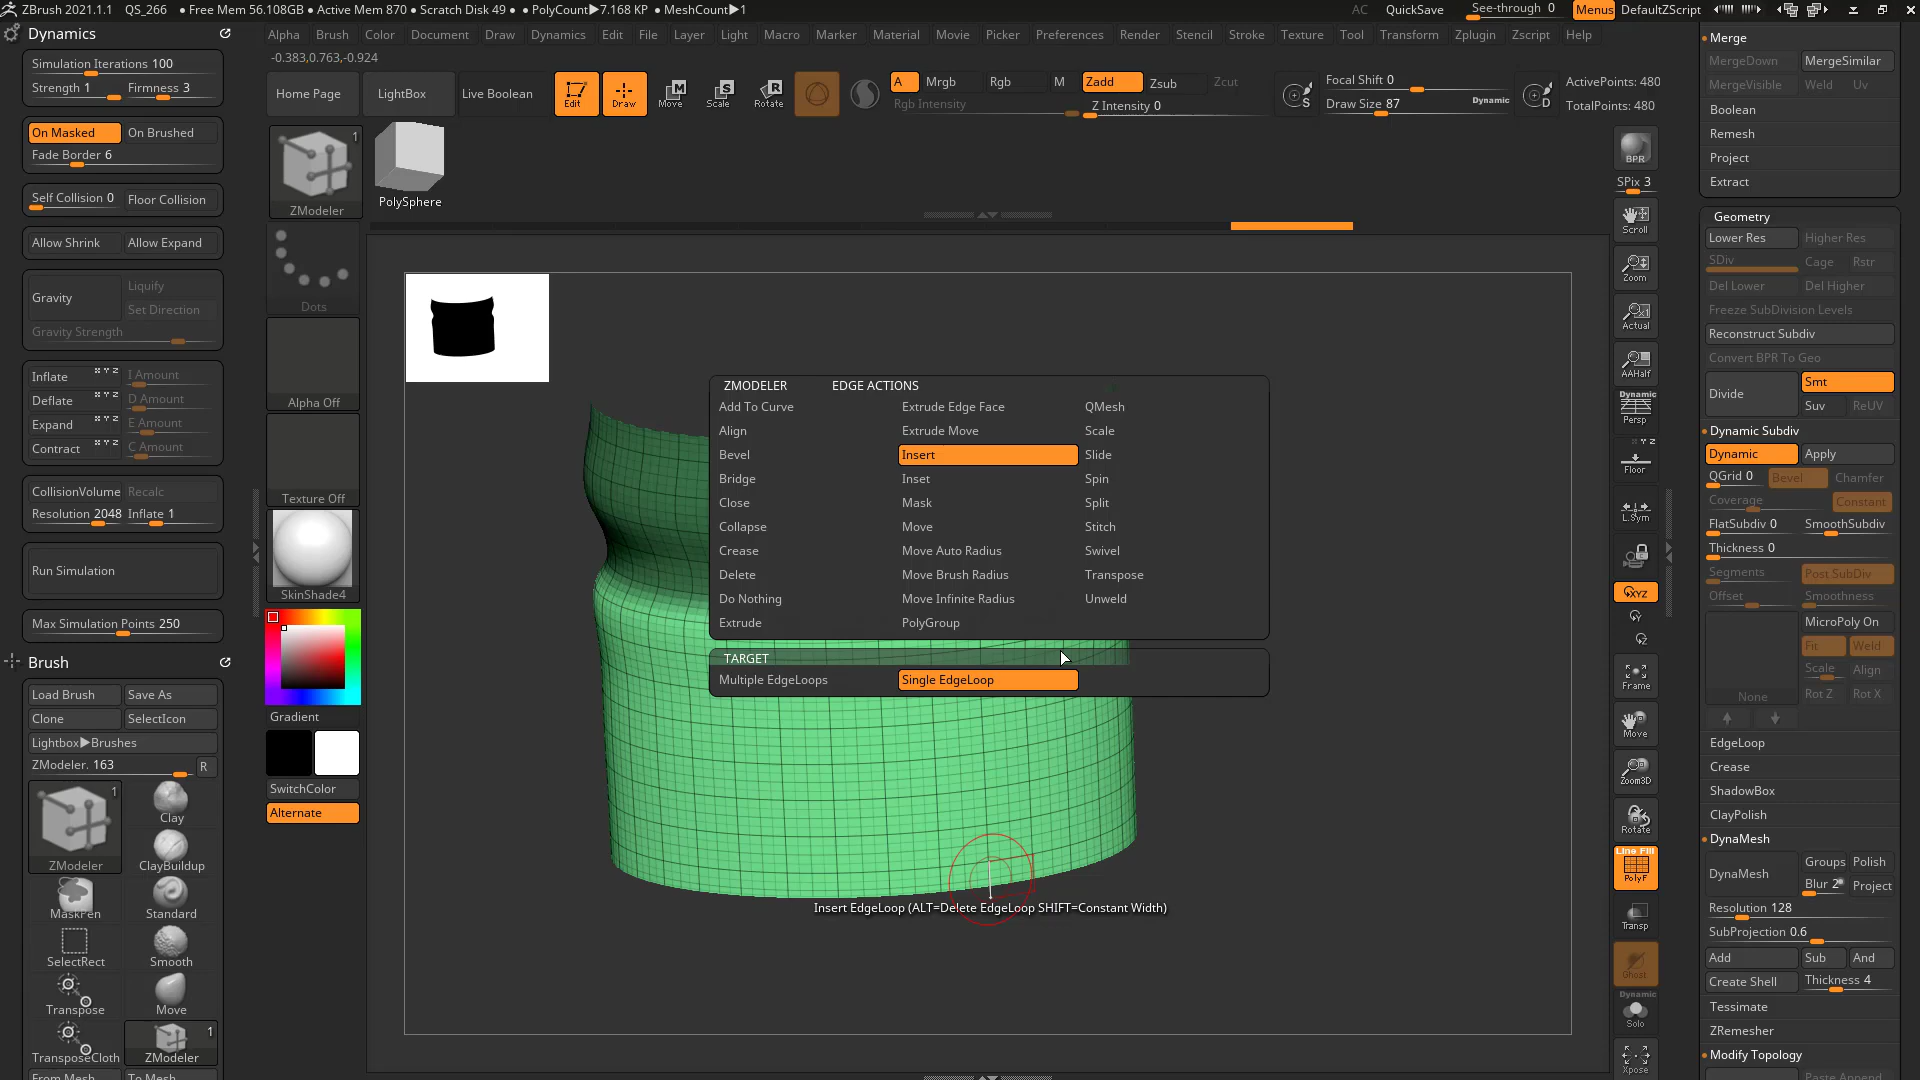 ZBrush 2021.1.1 QS_266 • Free Mem 56.108GB • Active Mem 870 • Scratch Disk 49 • PolyCount▶7.168 KP • MeshCount▶1 AC QuickSave See-through 0 Menus DefaultZScript
Dynamics
Alpha Brush Color Document Draw Dynamics Edit File Layer Light Macro Marker Material Movie Picker Preferences Render Stencil Stroke Texture Tool Transform Zplugin Zscript Help
-0.383,0.763,-0.924
Home Page
LightBox
Live Boolean
Edit
Draw
Move
Scale
Rotate
A
Mrgb
Rgb
M
Zadd
Zsub
Zcut
Rgb Intensity
Z Intensity 0
S
Focal Shift 0
Draw Size 87
Dynamic
D
ActivePoints: 480
TotalPoints: 480
Simulation Iterations 100
Strength 1
Firmness 3
On Masked
On Brushed
Fade Border 6
Self Collision 0
Floor Collision
Allow Shrink
Allow Expand
Gravity
Liquify
Set Direction
Gravity Strength
Inflate
X Y Z
I Amount
Deflate
X Y Z
D Amount
Expand
X Y Z
E Amount
Contract
X Y Z
C Amount
CollisionVolume
Recalc
Resolution 2048
Inflate 1
Run Simulation
Max Simulation Points 250
Brush
Load Brush
Save As
Clone
SelectIcon
Lightbox▶Brushes
ZModeler. 163
R
1
ZModeler
Clay
ClayBuildup
MaskPen
Standard
SelectRect
Smooth
Transpose
Move
TransposeCloth
1
ZModeler
From Mesh
To Mesh
1
ZModeler
PolySphere
Dots
Alpha Off
Texture Off
SkinShade4
Gradient
SwitchColor
Alternate
ZMODELER EDGE ACTIONS
Add To Curve Extrude Edge Face QMesh
Align Extrude Move Scale
Bevel Insert Slide
Bridge Inset Spin
Close Mask Split
Collapse Move Stitch
Crease Move Auto Radius Swivel
Delete Move Brush Radius Transpose
Do Nothing Move Infinite Radius Unweld
Extrude PolyGroup
TARGET
Multiple EdgeLoops Single EdgeLoop
Insert EdgeLoop (ALT=Delete EdgeLoop SHIFT=Constant Width)
BPR
SPix 3
Scroll
Zoom
Actual
AAHalf
Dynamic
Persp
X Y Z
Floor
L.Sym
XYZ
Y
Z
Frame
Move
Zoom3D
Rotate
Line Fill
PolyF
Transp
Ghost
Dynamic
Solo
Xpose
Merge
MergeDown MergeSimilar
MergeVisible Weld Uv
Boolean
Remesh
Project
Extract
Geometry
Lower Res Higher Res
SDiv Cage Rstr
Del Lower Del Higher
Freeze SubDivision Levels
Reconstruct Subdiv
Convert BPR To Geo
Divide
Smt
Suv ReUV
Dynamic Subdiv
Dynamic Apply
QGrid 0 Bevel Chamfer
Coverage Constant
FlatSubdiv 0 SmoothSubdiv
Thickness 0
Segments Post SubDiv
Offset Smoothness
MicroPoly On
Fit Weld
Scale Align
None
Rot Z Rot X
EdgeLoop
Crease
ShadowBox
ClayPolish
DynaMesh
DynaMesh
Groups Polish
Blur 2 Project
Resolution 128
SubProjection 0.6
Add Sub And
Create Shell Thickness 4
Tessimate
ZRemesher
Modify Topology
Paste Append